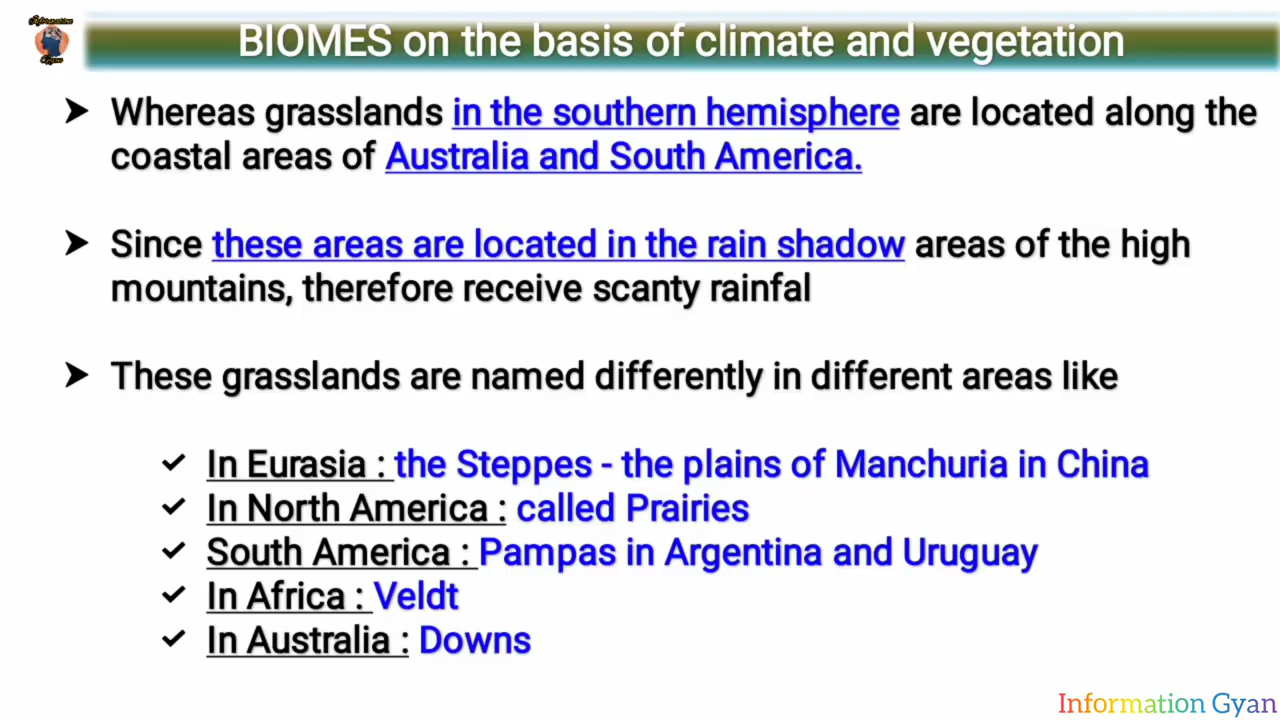 Information
Gyan
BIOMES on the basis of climate and vegetation
➤ Whereas grasslands in the southern hemisphere are located along the
coastal areas of Australia and South America.
➤ Since these areas are located in the rain shadow areas of the high
mountains, therefore receive scanty rainfal
➤ These grasslands are named differently in different areas like
✓ In Eurasia : the Steppes - the plains of Manchuria in China
✓ In North America : called Prairies
✓ South America : Pampas in Argentina and Uruguay
✓ In Africa : Veldt
✓ In Australia : Downs
Information Gyan